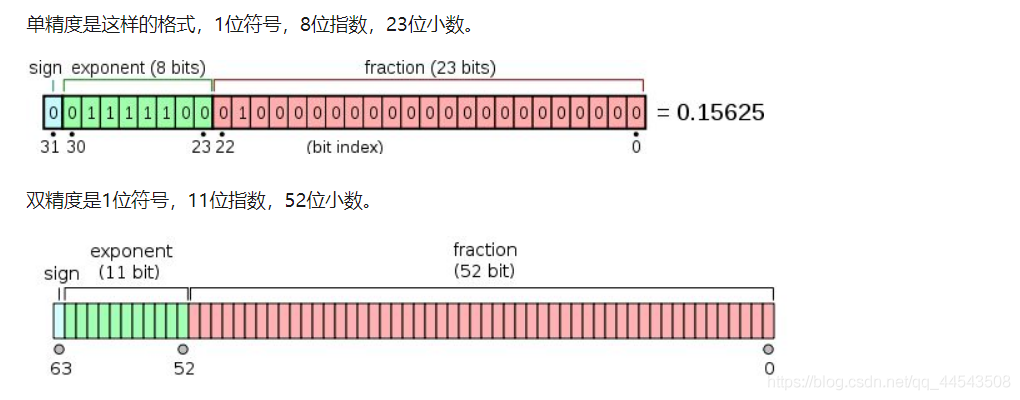 单精度是这样的格式，1位符号，8位指数，23位小数。
sign exponent (8 bits) fraction (23 bits)
0 0 1 1 1 1 1 0 0 0 1 0 0 0 0 0 0 0 0 0 0 0 0 0 0 0 0 0 0 0 0 0 = 0.15625
31 30 23 22 (bit index) 0
双精度是1位符号，11位指数，52位小数。
exponent fraction
sign (11 bit) (52 bit)
63 52 0
https://blog.csdn.net/qq_44543508